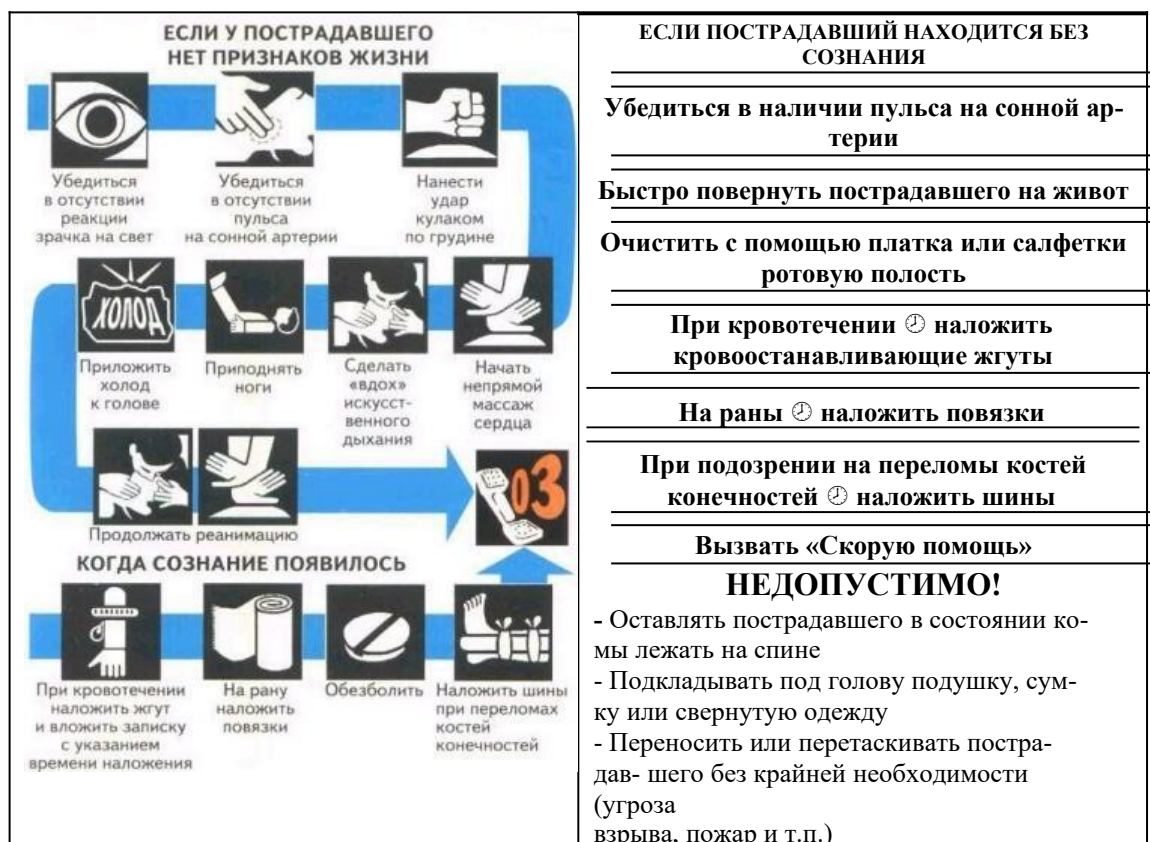 ЕСЛИ У ПОСТРАДАВШЕГО
НЕТ ПРИЗНАКОВ ЖИЗНИ
Убедиться
в отсутствии
реакции
зрачка на свет
Убедиться
в отсутствии
пульса
на сонной артерии
Нанести
удар
кулаком
по грудине
ХОЛОД
Приложить
холод
к голове
Приподнять
ноги
Сделать
«вдох»
искусст-
венного
дыхания
Начать
непрямой
массаж
сердца
Продолжать реанимацию
03
КОГДА СОЗНАНИЕ ПОЯВИЛОСЬ
При кровотечении
наложить жгут
и вложить записку
с указанием
времени наложения
На рану
наложить
повязки
Обезболить
Наложить шины
при переломах
костей
конечностей
ЕСЛИ ПОСТРАДАВШИЙ НАХОДИТСЯ БЕЗ
СОЗНАНИЯ
Убедиться в наличии пульса на сонной ар-
терии
Быстро повернуть пострадавшего на живот
Очистить с помощью платка или салфетки
ротовую полость
При кровотечении 🕗 наложить
кровоостанавливающие жгуты
На раны 🕗 наложить повязки
При подозрении на переломы костей
конечностей 🕗 наложить шины
Вызвать «Скорую помощь»
НЕДОПУСТИМО!
- Оставлять пострадавшего в состоянии ко-
мы лежать на спине
- Подкладывать под голову подушку, сум-
ку или свернутую одежду
- Переносить или перетаскивать постра-
дав- шего без крайней необходимости
(угроза
взрыва, пожар и т.п.)